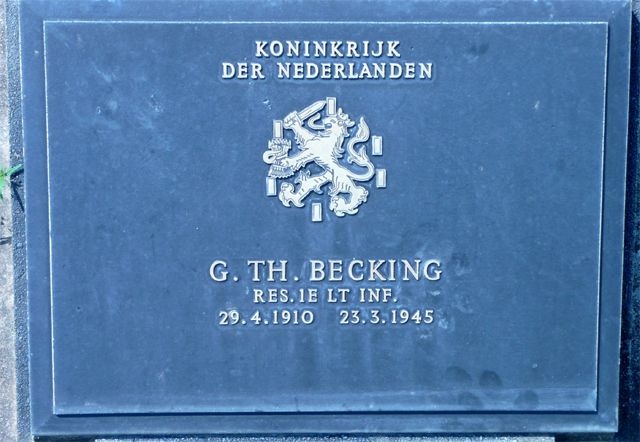 KONINKRIJK
DER NEDERLANDEN
G. TH. BECKING
RES. 1E LT INF.
29.4.1910 23.3.1945